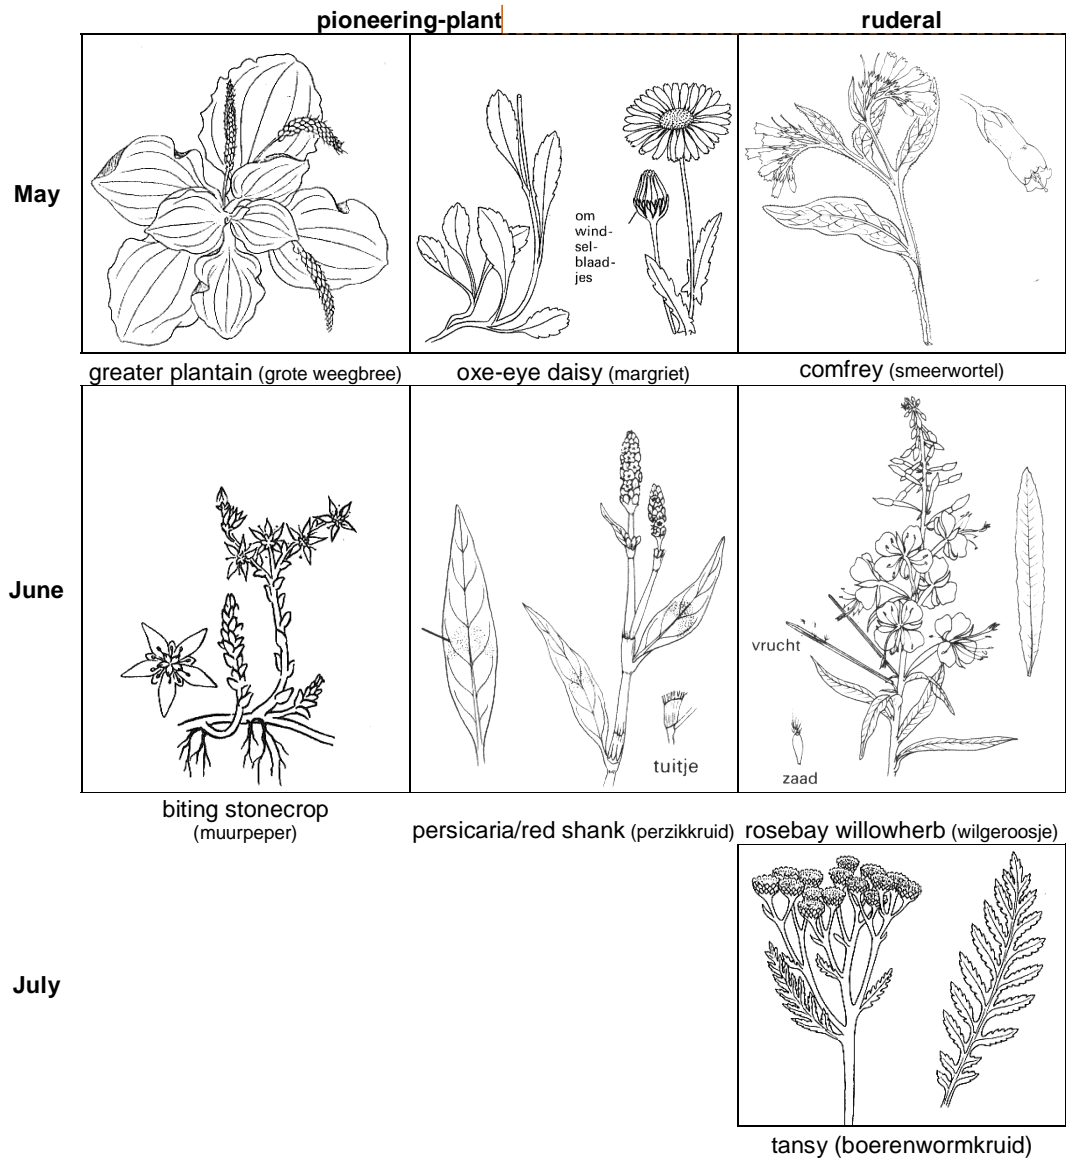 pioneering-plant
ruderal
May
om
wind-
sel-
blaad-
jes
greater plantain (grote weegbree)
oxe-eye daisy (margriet)
comfrey (smeerwortel)
June
vrucht
zaad
tuitje
biting stonecrop
(muurpeper)
persicaria/red shank (perzikkruid)
rosebay willowherb (wilgeroosje)
July
tansy (boerenwormkruid)